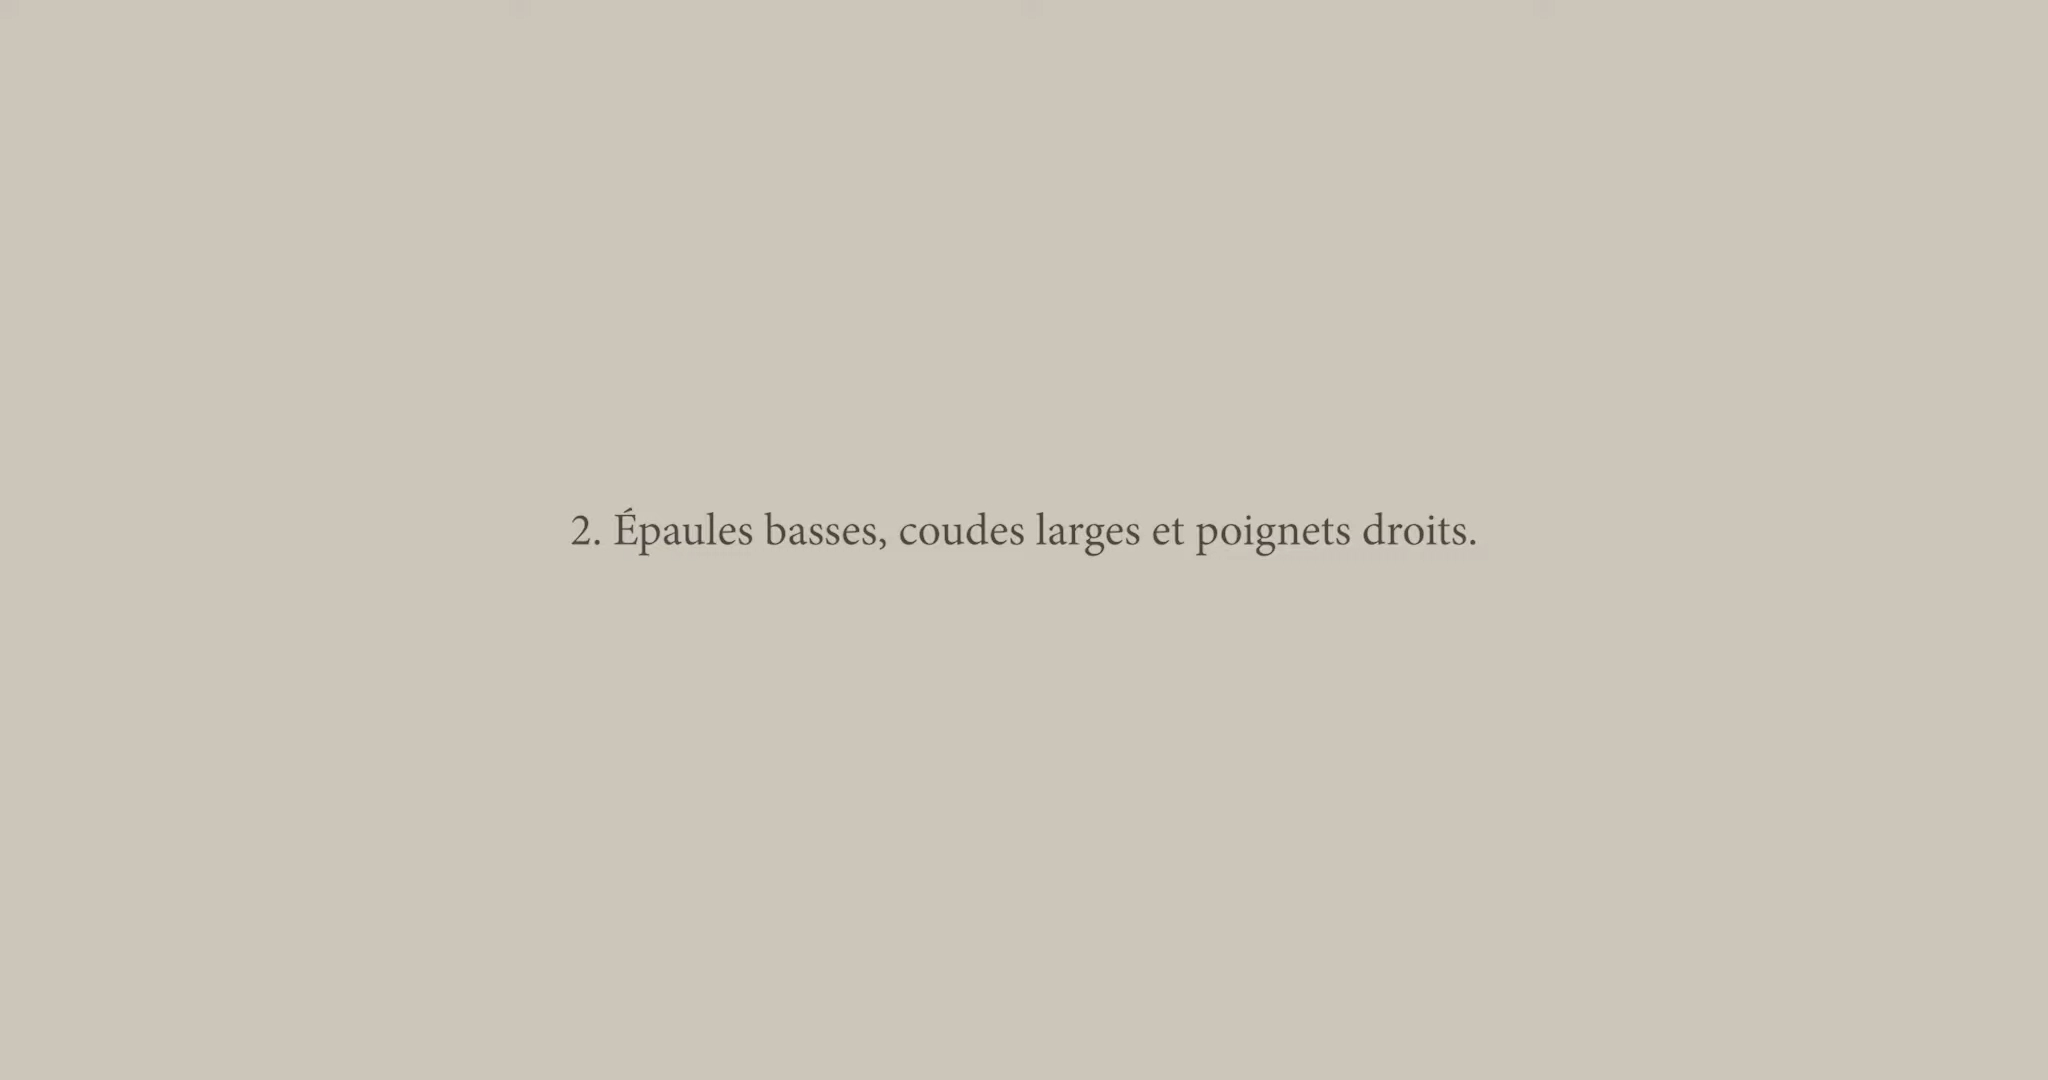 2. Épaules basses, coudes larges et poignets droits.